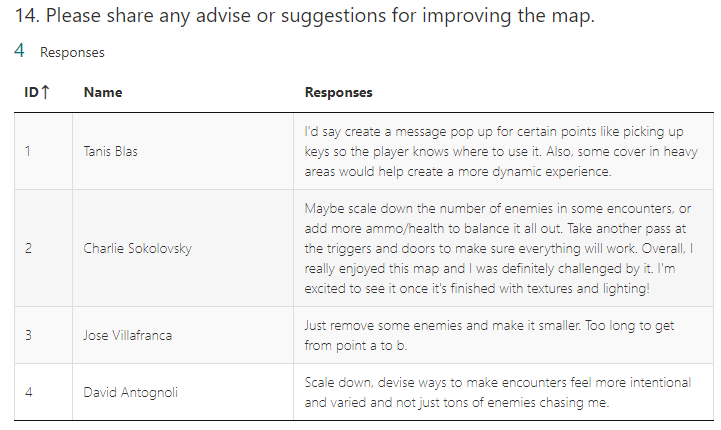 14. Please share any advise or suggestions for improving the map.
4 Responses
ID↑ Name Responses
1 Tanis Blas
I'd say create a message pop up for certain points like picking up
keys so the player knows where to use it. Also, some cover in heavy
areas would help create a more dynamic experience.
2 Charlie Sokolovsky
Maybe scale down the number of enemies in some encounters, or
add more ammo/health to balance it all out. Take another pass at
the triggers and doors to make sure everything will work. Overall, I
really enjoyed this map and I was definitely challenged by it. I'm
excited to see it once it's finished with textures and lighting!
3 Jose Villafranca
Just remove some enemies and make it smaller. Too long to get
from point a to b.
4 David Antognoli
Scale down, devise ways to make encounters feel more intentional
and varied and not just tons of enemies chasing me.